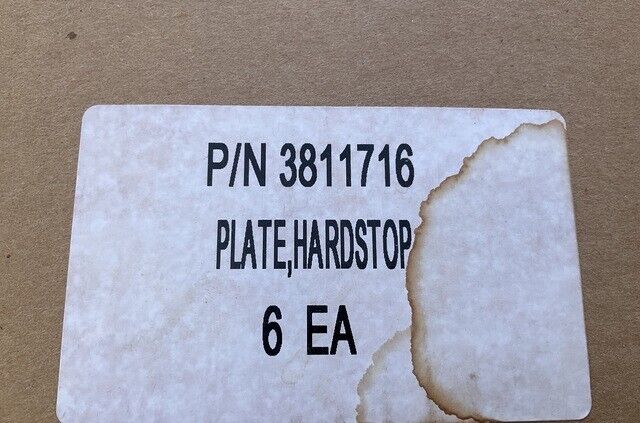 P/N 3811716
PLATE,HARDSTOP
6 EA